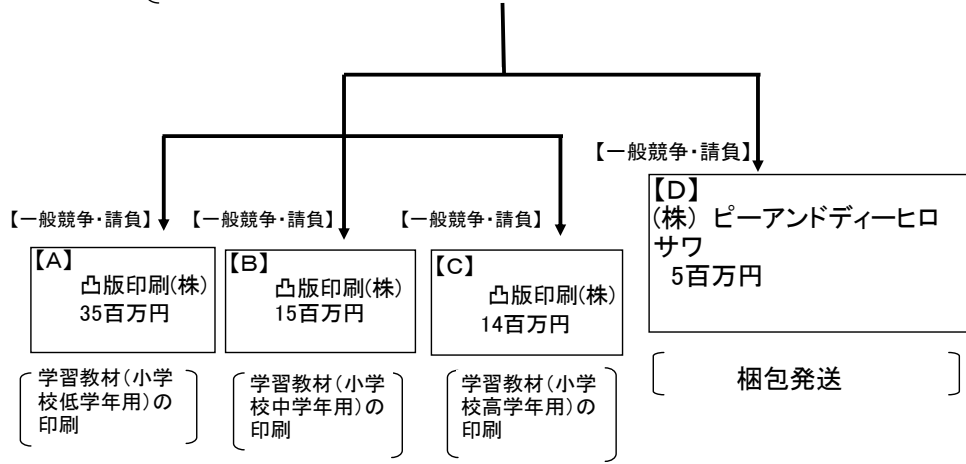 【一般競争・請負】
【D】
(株) ピーアンドディーヒロ
サワ
5百万円
梱包発送
【一般競争・請負】
【A】
凸版印刷(株)
35百万円
学習教材(小学
校低学年用)の
印刷
【一般競争・請負】
【B】
凸版印刷(株)
15百万円
学習教材(小学
校中学年用)の
印刷
【一般競争・請負】
【C】
凸版印刷(株)
14百万円
学習教材(小学
校高学年用)の
印刷